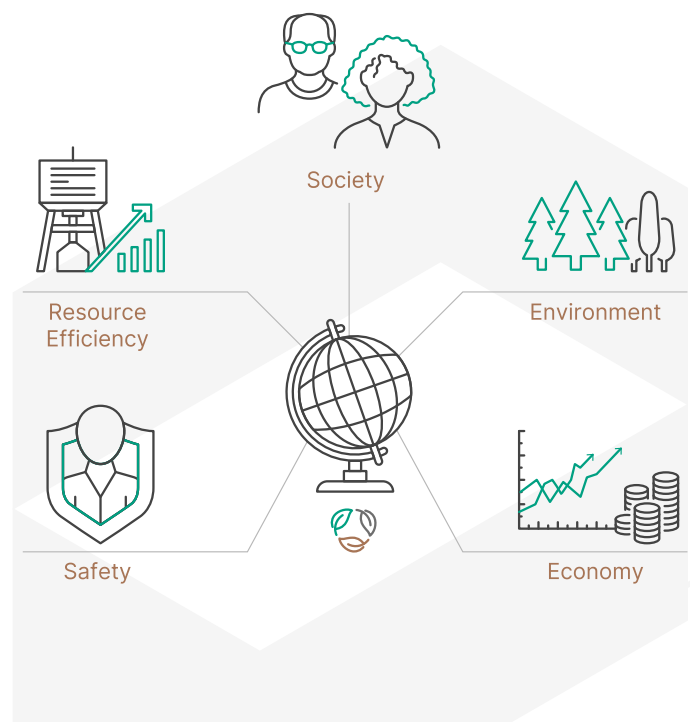 Society
Resource
Efficiency
Environment
Safety
Economy